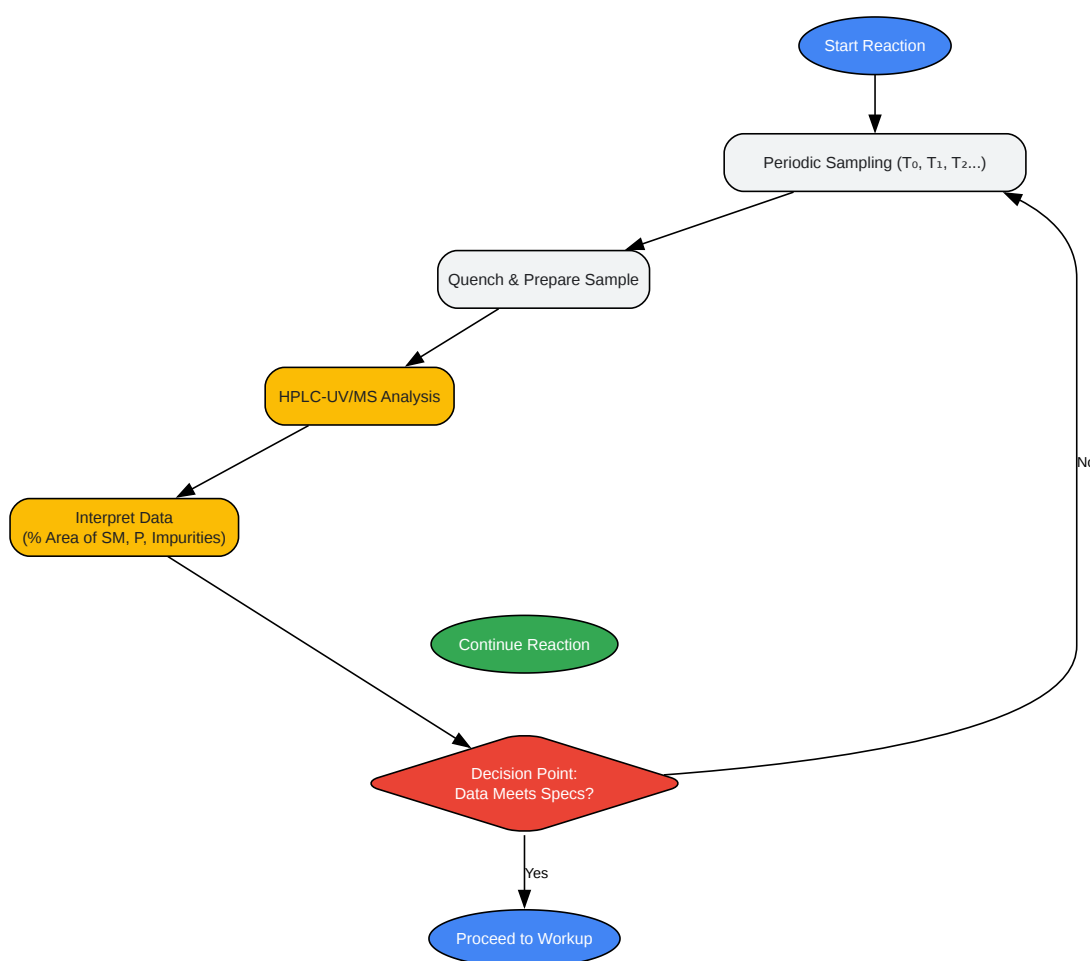 Start Reaction
Periodic Sampling (T₀, T₁, T₂...)
Quench & Prepare Sample
HPLC-UV/MS Analysis
No
Interpret Data
(% Area of SM, P, Impurities)
Continue Reaction
Decision Point:
Data Meets Specs?
Yes
Proceed to Workup